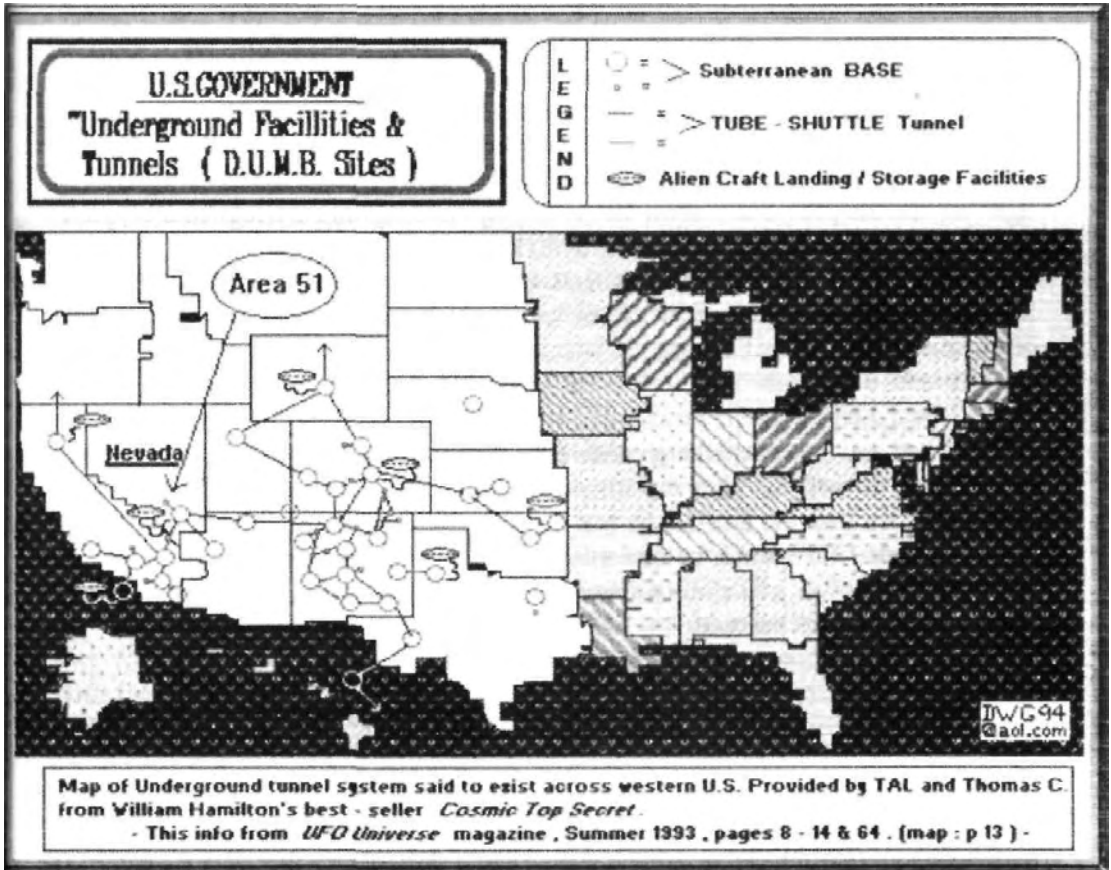 U.S.GOVERNMENT
"Underground Facillities &
Tunnels ( D.U.M.B. Sites )
LEGEND
= Subterranean BASE
=
= TUBE - SHUTTLE Tunnel
=
Alien Craft Landing / Storage Facilities
Area 51
Nevada
DWG94
@aol.com
Map of Underground tunnel system said to exist across western U.S. Provided by TAL and Thomas C.
from William Hamilton's best - seller Cosmic Top Secret.
- This info from UFO Universe magazine , Summer 1993 , pages 8 - 14 & 64 . (map : p 13 ) -